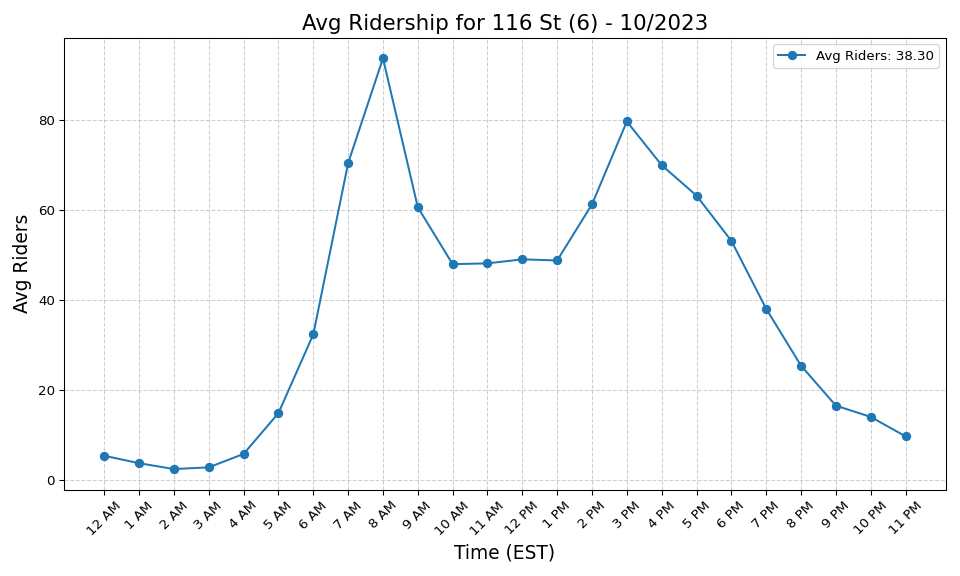 Avg Ridership for 116 St (6) - 10/2023
Avg Riders: 38.30
Avg Riders
80
60
40
20
0
12 AM
1 AM
2 AM
3 AM
4 AM
5 AM
6 AM
7 AM
8 AM
9 AM
10 AM
11 AM
12 PM
1 PM
2 PM
3 PM
4 PM
5 PM
6 PM
7 PM
8 PM
9 PM
10 PM
11 PM
Time (EST)